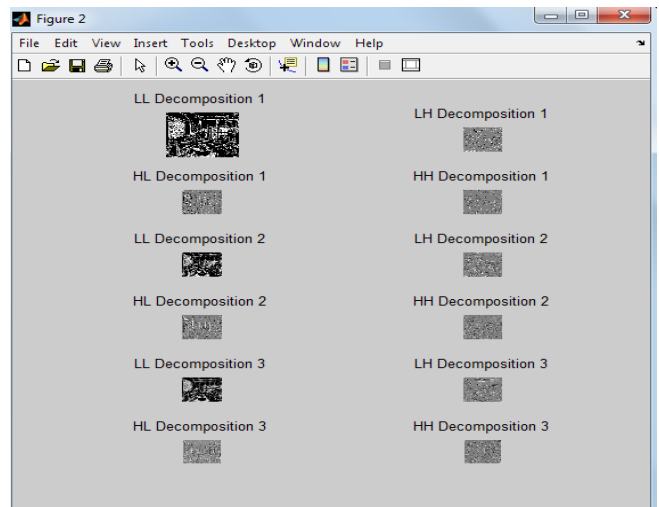 Figure 2
File Edit View Insert Tools Desktop Window Help
LL Decomposition 1
LH Decomposition 1
HL Decomposition 1
HH Decomposition 1
LL Decomposition 2
LH Decomposition 2
HL Decomposition 2
HH Decomposition 2
LL Decomposition 3
LH Decomposition 3
HL Decomposition 3
HH Decomposition 3